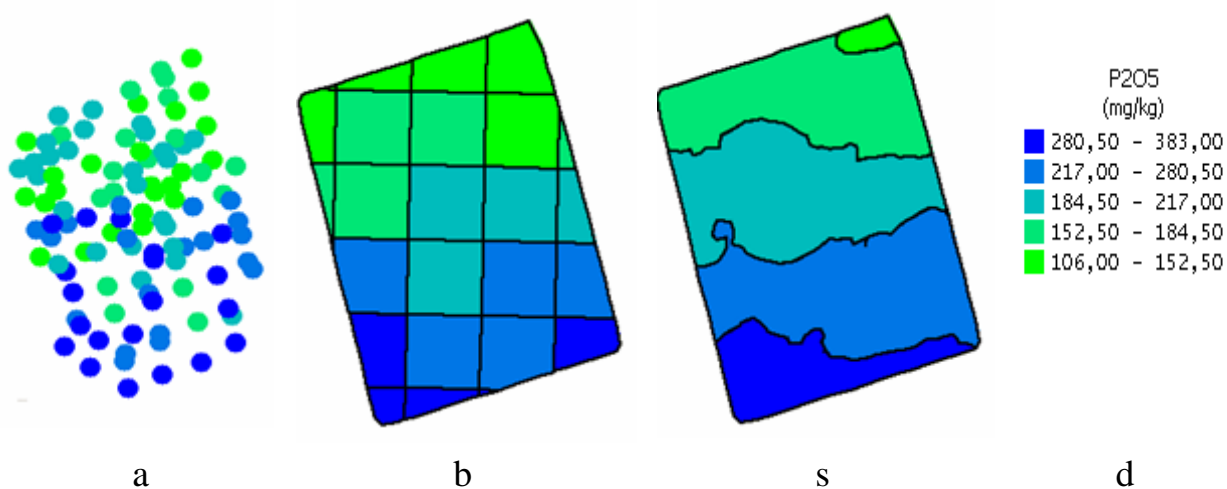 P2O5
(mg/kg)
280,50 - 383,00
217,00 - 280,50
184,50 - 217,00
152,50 - 184,50
106,00 - 152,50
a b s d